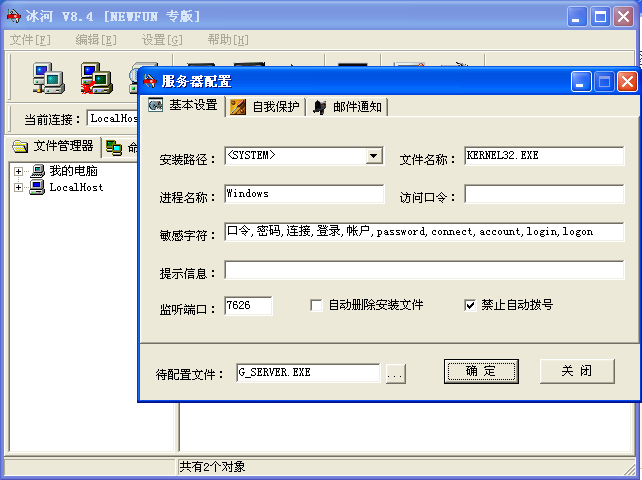 冰河 V8.4 [NEWFUN 专版]
文件[F] 编辑[E] 设置[G] 帮助[H]
当前连接： LocalHos
文件管理器 命
我的电脑
LocalHost
服务器配置
基本设置 自我保护 邮件通知
安装路径： <SYSTEM> 文件名称： KERNEL32.EXE
进程名称： Windows 访问口令：
敏感字符： 口令,密码,连接,登录,帐户,password,connect,account,login,logon
提示信息：
监听端口： 7626 自动删除安装文件 禁止自动拨号
待配置文件： G_SERVER.EXE ... 确 定 关 闭
共有2个对象